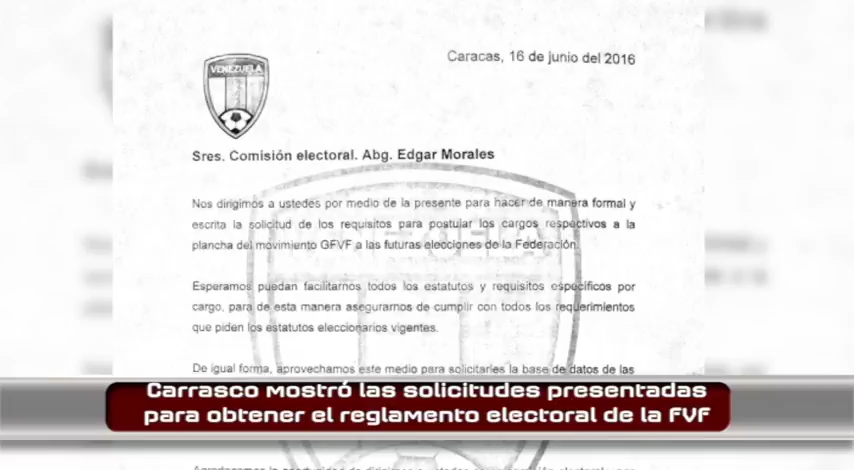 VENEZUELA
Caracas, 16 de junio del 2016
Sres. Comisión electoral. Abg. Edgar Morales
Nos dirigimos a ustedes por medio de la presente para hacer de manera formal y
escrita la solicitud de los requisitos para postular los cargos respectivos a la
plancha del movimiento GFVF a las futuras elecciones de la Federación.
Esperamos puedan facilitarnos todos los estatutos y requisitos específicos por
cargo, para de esta manera asegurarnos de cumplir con todos los requerimientos
que piden los estatutos eleccionarios vigentes.
De igual forma, aprovechamos este medio para solicitarles la base de datos de las
Carrasco mostró las solicitudes presentadas
para obtener el reglamento electoral de la FVF